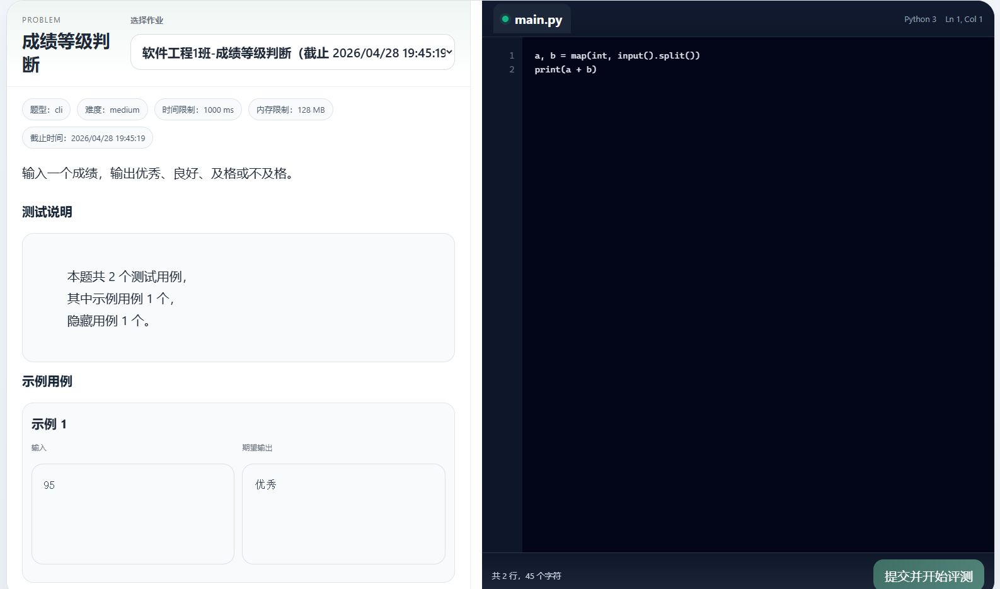 PROBLEM
成绩等级判
断
选择作业
软件工程1班-成绩等级判断（截止 2026/04/28 19:45:19
题型：cli
难度：medium
时间限制：1000 ms
内存限制：128 MB
截止时间：2026/04/28 19:45:19
输入一个成绩，输出优秀、良好、及格或不及格。
测试说明
本题共 2 个测试用例，
其中示例用例 1 个，
隐藏用例 1 个。
示例用例
示例 1
输入
期望输出
95
优秀
main.py
Python 3
Ln 1, Col 1
1
a, b = map(int, input().split())
2
print(a + b)
共 2 行，45 个字符
提交并开始评测